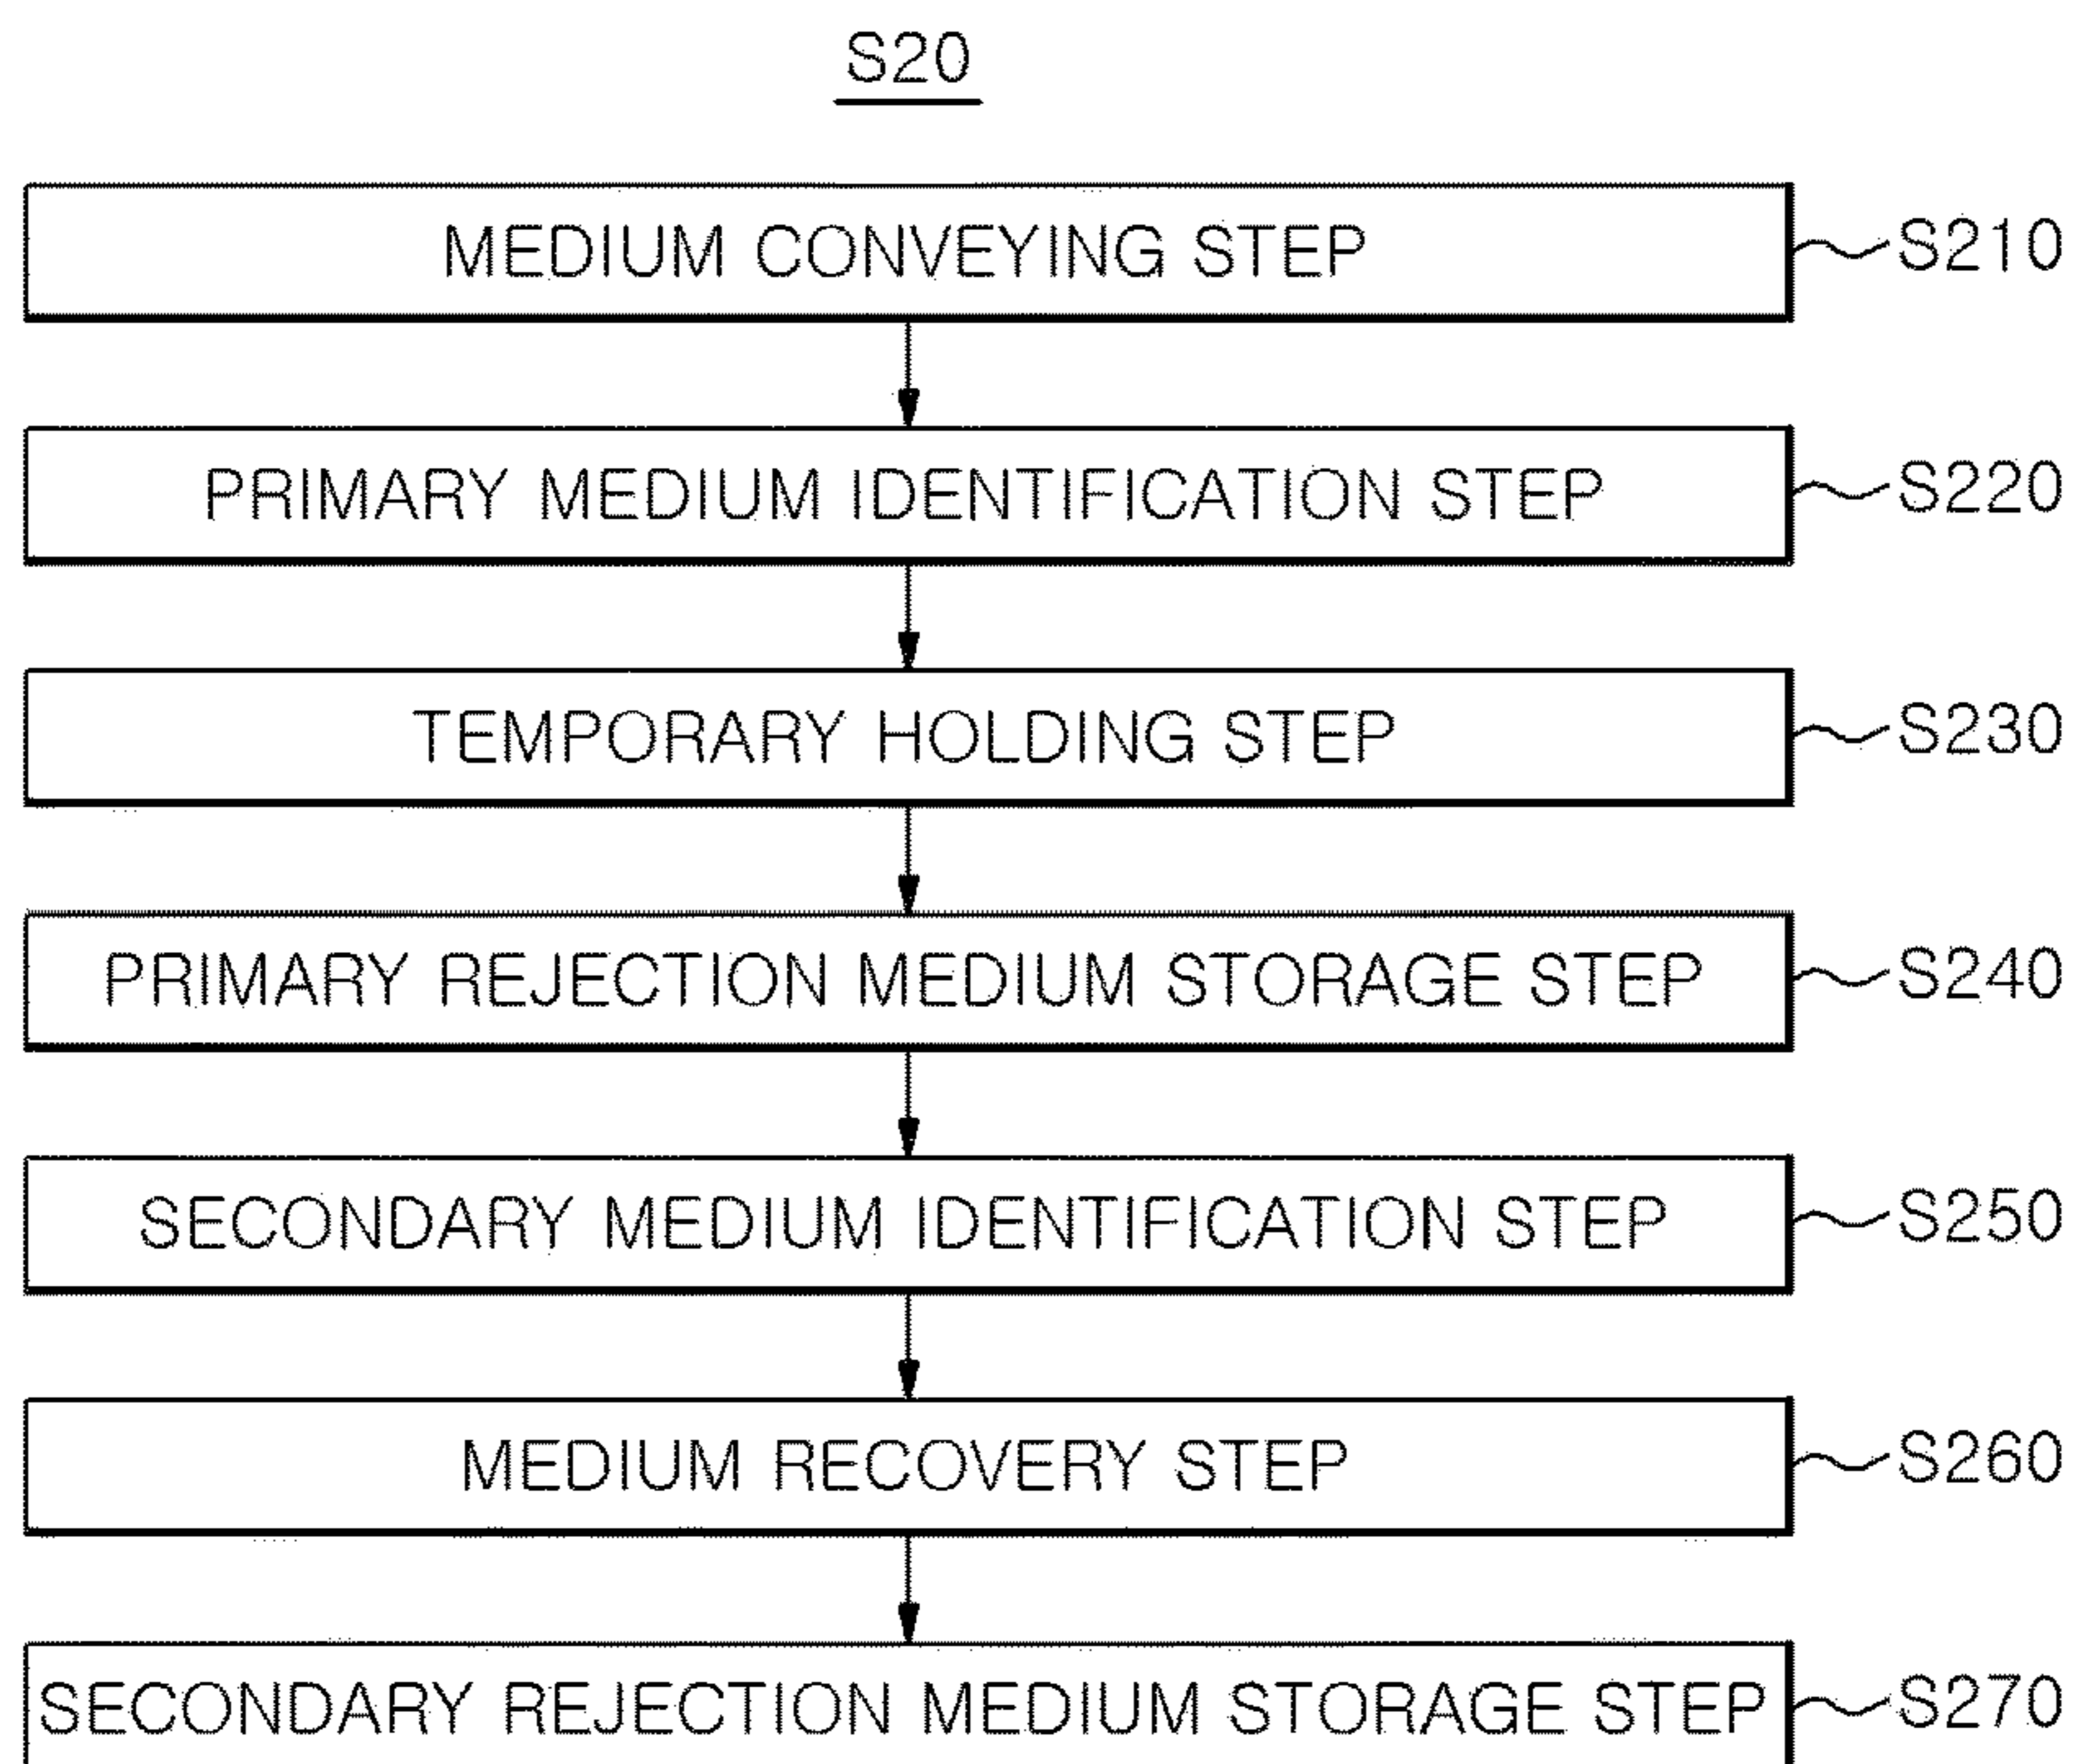 S20
MEDIUM CONVEYING STEP S210
PRIMARY MEDIUM IDENTIFICATION STEP S220
TEMPORARY HOLDING STEP S230
PRIMARY REJECTION MEDIUM STORAGE STEP S240
SECONDARY MEDIUM IDENTIFICATION STEP S250
MEDIUM RECOVERY STEP S260
SECONDARY REJECTION MEDIUM STORAGE STEP S270